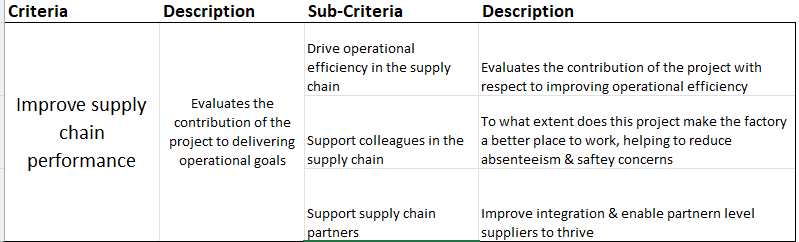 Criteria Description Sub-Criteria Description
Improve supply
chain
performance
Evaluates the
contribution of the
project to delivering
operational goals
Drive operational
efficiency in the supply
chain
Evaluates the contribution of the project with
respect to improving operational efficiency
Support colleagues in the
supply chain
To what extent does this project make the factory
a better place to work, helping to reduce
absenteeism & saftey concerns
Support supply chain
partners
Improve integration & enable partnern level
suppliers to thrive